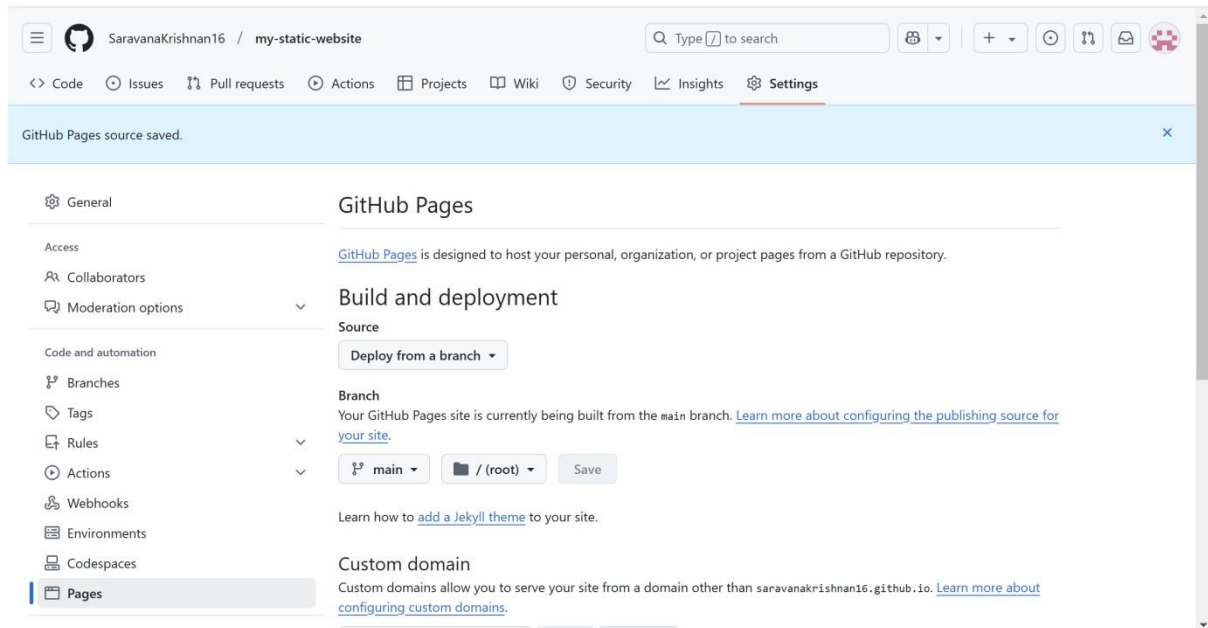 SaravanaKrishnan16 / my-static-website
Type / to search
Code Issues Pull requests Actions Projects Wiki Security Insights Settings
GitHub Pages source saved.
General
Access
Collaborators
Moderation options
Code and automation
Branches
Tags
Rules
Actions
Webhooks
Environments
Codespaces
Pages
GitHub Pages
GitHub Pages is designed to host your personal, organization, or project pages from a GitHub repository.
Build and deployment
Source
Deploy from a branch
Branch
Your GitHub Pages site is currently being built from the main branch. Learn more about configuring the publishing source for
your site.
main / (root) Save
Learn how to add a Jekyll theme to your site.
Custom domain
Custom domains allow you to serve your site from a domain other than saravanakrishnan16.github.io. Learn more about
configuring custom domains.